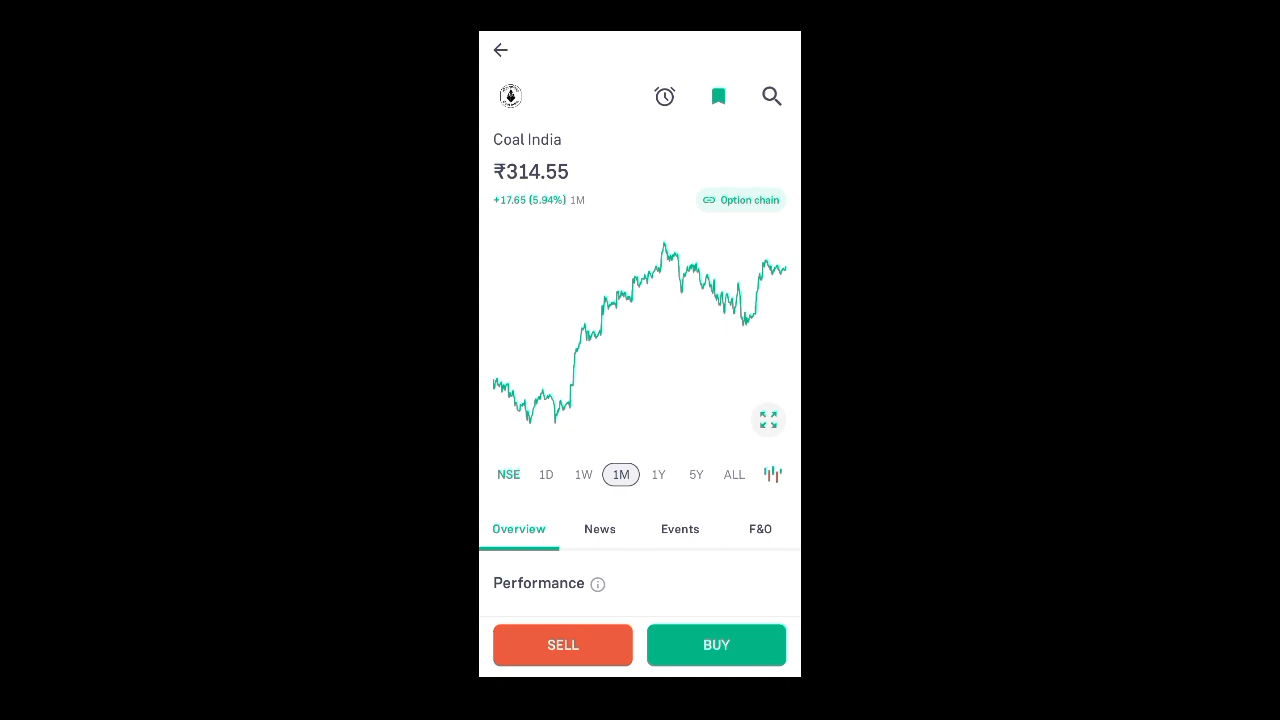 Coal India
₹314.55
+17.65 (5.94%) 1M
Option chain
NSE 1D 1W 1M 1Y 5Y ALL
Overview News Events F&O
Performance
SELL BUY